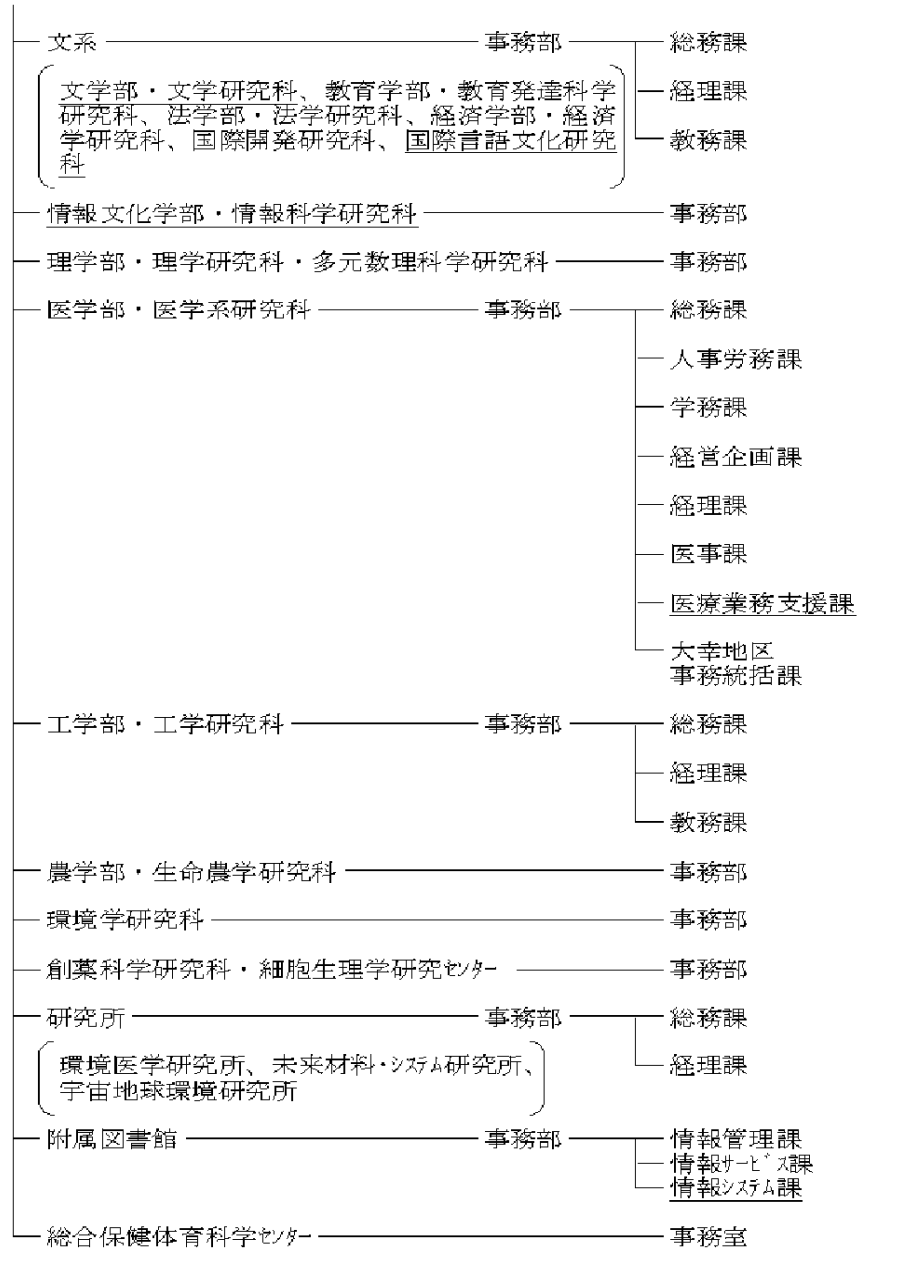 文系 事務部 総務課
文学部・文学研究科、教育学部・教育発達科学 経理課
研究科、法学部・法学研究科、経済学部・経済
学研究科、国際開発研究科、国際言語文化研究 教務課
科
情報文化学部・情報科学研究科 事務部
理学部・理学研究科・多元数理科学研究科 事務部
医学部・医学系研究科 事務部 総務課
人事労務課
学務課
経営企画課
経理課
医事課
医療業務支援課
大幸地区
事務統括課
工学部・工学研究科 事務部 総務課
経理課
教務課
農学部・生命農学研究科 事務部
環境学研究科 事務部
創薬科学研究科・細胞生理学研究ｾﾝﾀｰ 事務部
研究所 事務部 総務課
環境医学研究所、未来材料・ｼｽﾃﾑ研究所、 経理課
宇宙地球環境研究所
附属図書館 事務部 情報管理課
情報ｻｰﾋﾞｽ課
情報ｼｽﾃﾑ課
総合保健体育科学ｾﾝﾀｰ 事務室